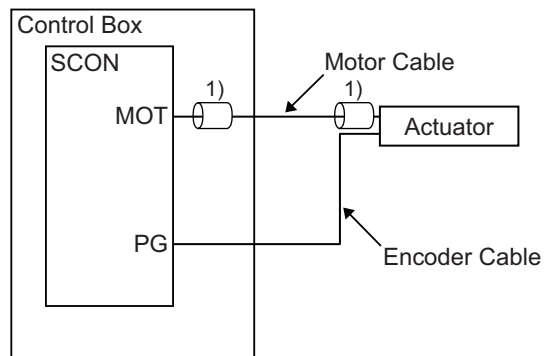 Control Box
SCON
1)
1)
Motor Cable
MOT
Actuator
PG
Encoder Cable